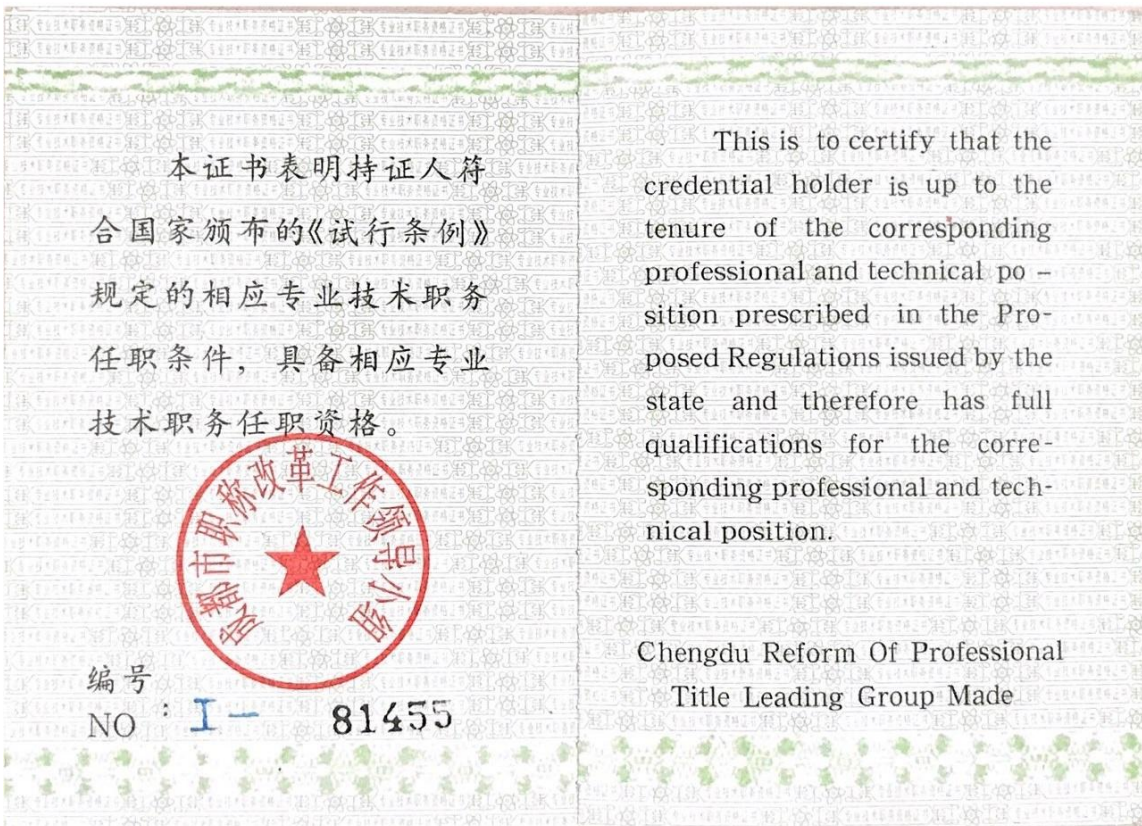 本证书表明持证人符
合国家颁布的《试行条例》
规定的相应专业技术职务
任职条件，具备相应专业
技术职务任职资格。
成都市职称改革工作领导小组
编号
NO : I— 81455
This is to certify that the
credential holder is up to the
tenure of the corresponding
professional and technical po –
sition prescribed in the Pro-
posed Regulations issued by the
state and therefore has full
qualifications for the corre-
sponding professional and tech-
nical position.
Chengdu Reform Of Professional
Title Leading Group Made